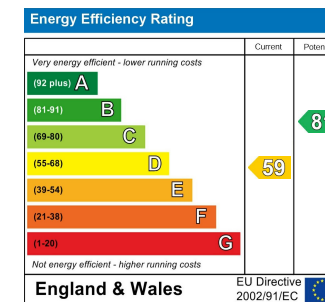 Energy Efficiency Rating
Current
Very energy efficient - lower running costs
(92 plus) A
(81-91) B
(69-80) C
(55-68) D
59
(39-54) E
(21-38) F
(1-20) G
Not energy efficient - higher running costs
England & Wales
EU Directive
2002/91/EC